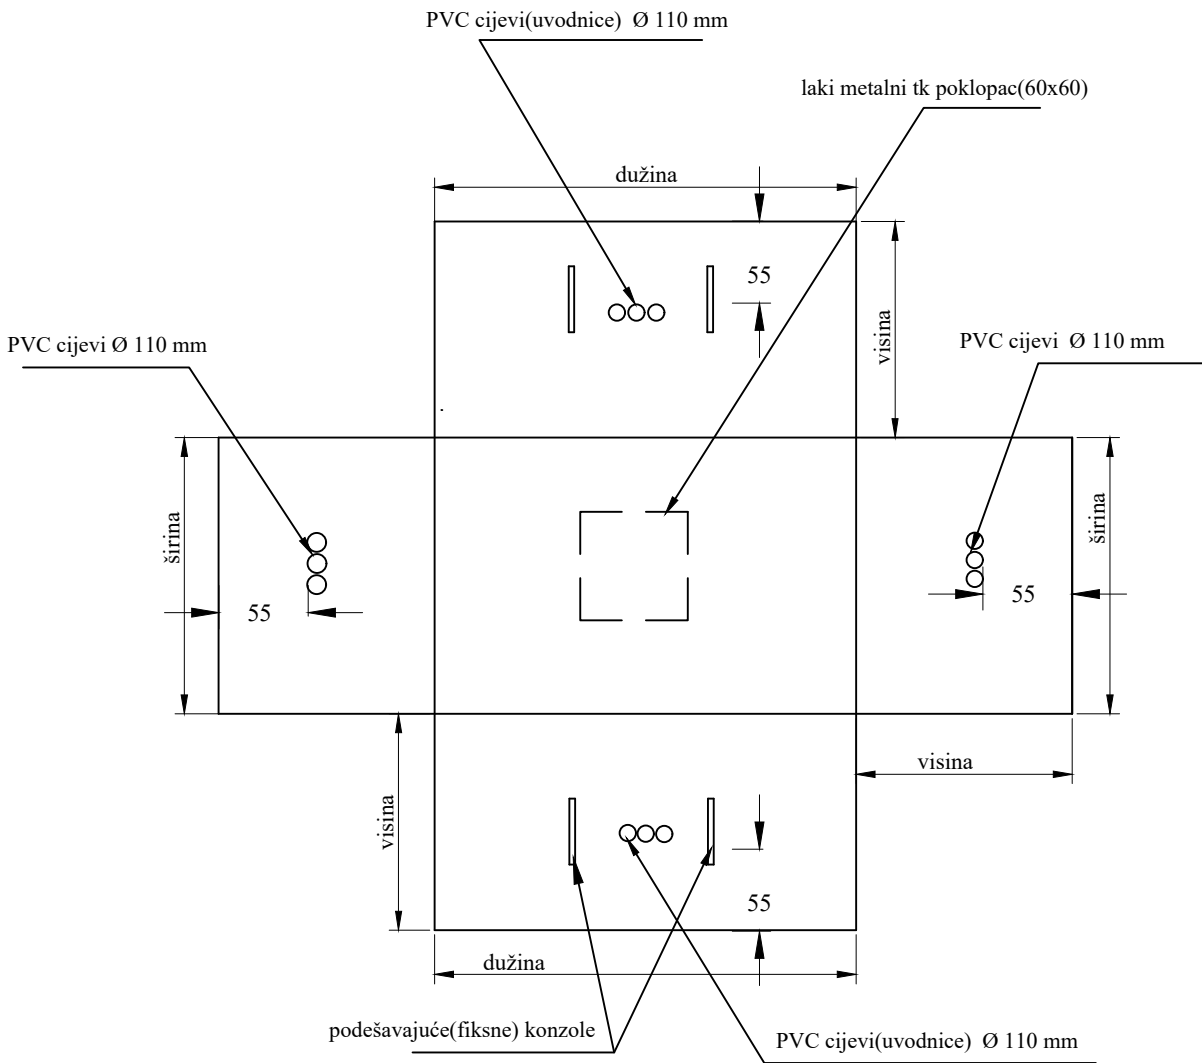 PVC cijevi(uvodnice) Ø 110 mm
laki metalni tk poklopac(60x60)
dužina
55
visina
PVC cijevi Ø 110 mm
PVC cijevi Ø 110 mm
širina
55
55
širina
visina
visina
55
dužina
podešavajuće(fiksne) konzole
PVC cijevi(uvodnice) Ø 110 mm